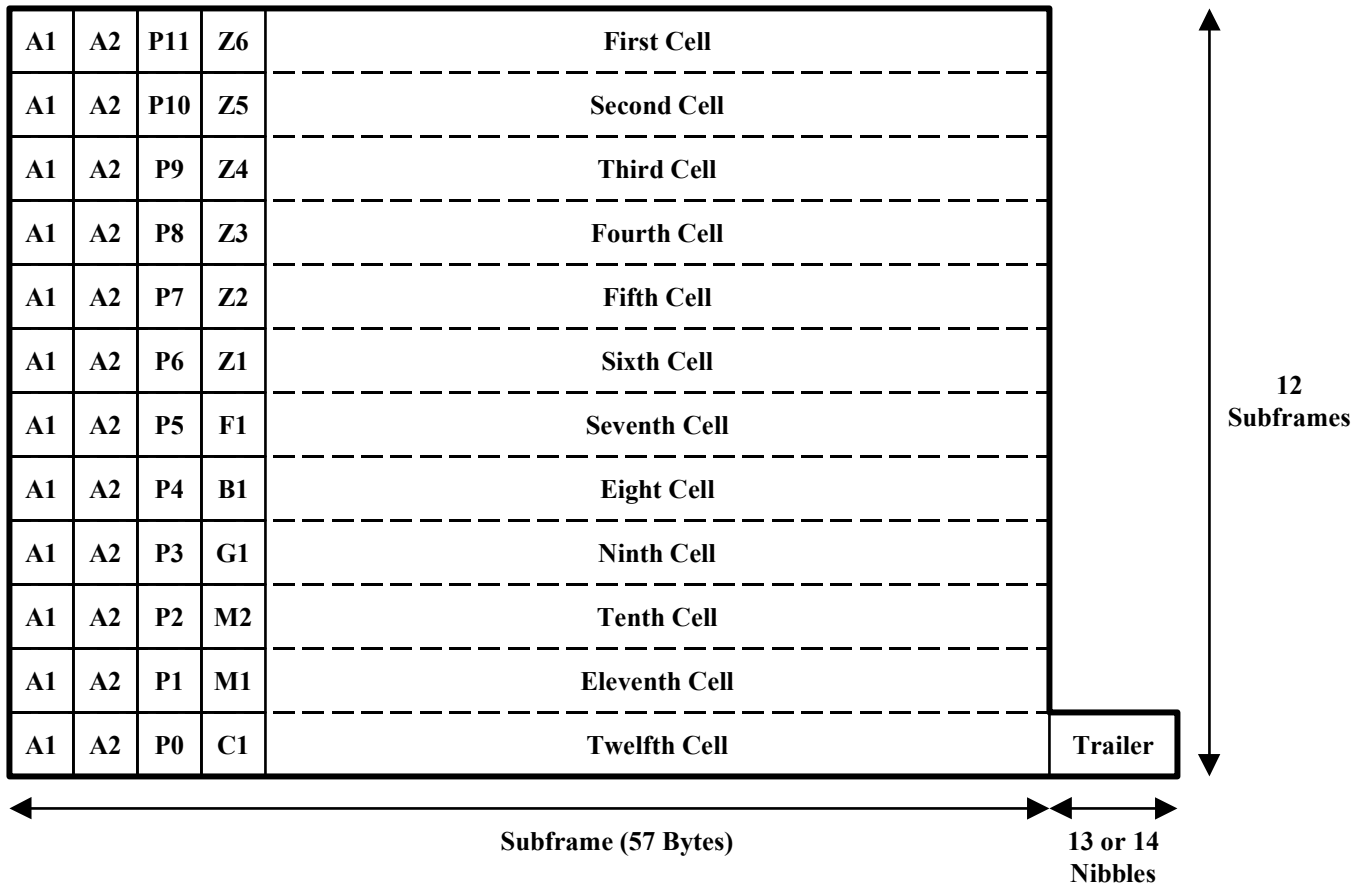 A1 A2 P11 Z6 First Cell
A1 A2 P10 Z5 Second Cell
A1 A2 P9 Z4 Third Cell
A1 A2 P8 Z3 Fourth Cell
A1 A2 P7 Z2 Fifth Cell
A1 A2 P6 Z1 Sixth Cell
12
Subframes
A1 A2 P5 F1 Seventh Cell
A1 A2 P4 B1 Eight Cell
A1 A2 P3 G1 Ninth Cell
A1 A2 P2 M2 Tenth Cell
A1 A2 P1 M1 Eleventh Cell
A1 A2 P0 C1 Twelfth Cell Trailer
Subframe (57 Bytes)
13 or 14
Nibbles